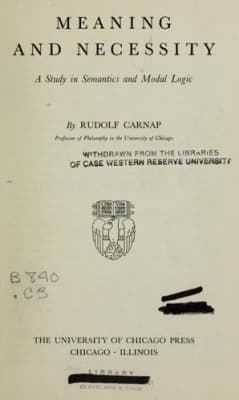 MEANING
AND NECESSITY
A Study in Semantics and Modal Logic
By RUDOLF CARNAP
Professor of Philosophy in the University of Chicago
WITHDRAWN FROM THE LIBRARIES
OF CASE WESTERN RESERVE UNIVERSITY
B 840
.C3
THE UNIVERSITY OF CHICAGO PRESS
CHICAGO · ILLINOIS
LIBRARY